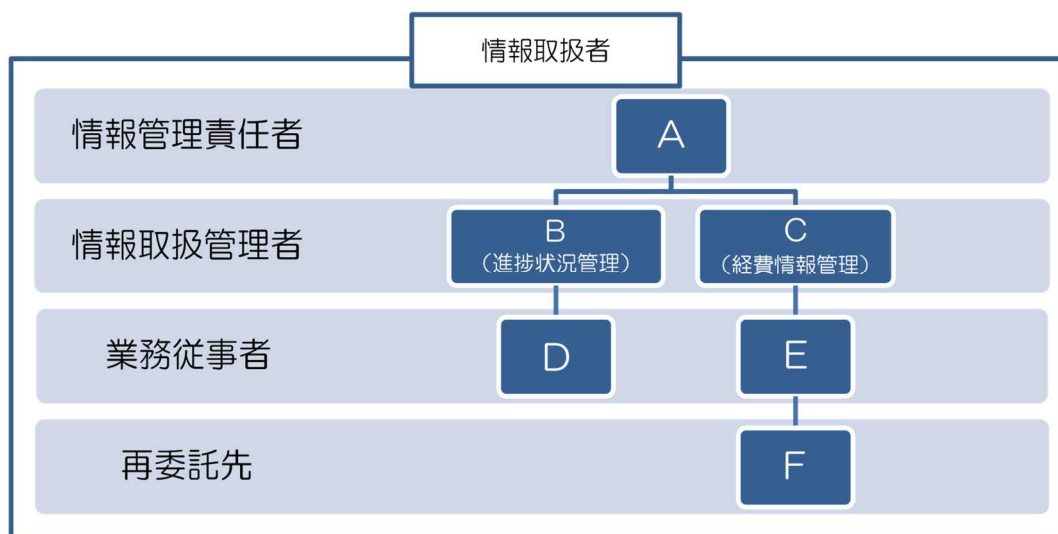 情報取扱者
情報管理責任者
A
情報取扱管理者
B
(進捗状況管理)
C
(経費情報管理)
業務従事者
D
E
再委託先
F